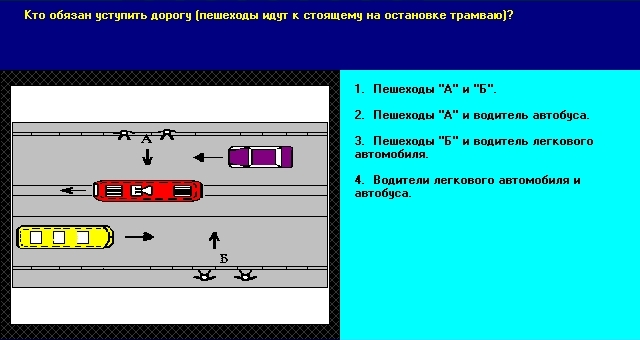 Кто обязан уступить дорогу (пешеходы идут к стоящему на остановке трамваю)?
1. Пешеходы "А" и "Б".
2. Пешеходы "А" и водитель автобуса.
3. Пешеходы "Б" и водитель легкового
автомобиля.
4. Водители легкового автомобиля и
автобуса.
А
Б